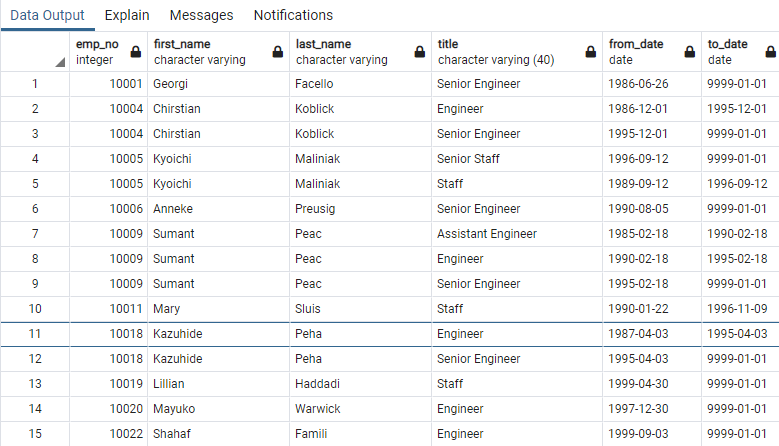 Data Output Explain Messages Notifications
emp_no first_name last_name title from_date to_date
integer character varying character varying character varying (40) date date
1 10001 Georgi Facello Senior Engineer 1986-06-26 9999-01-01
2 10004 Chirstian Koblick Engineer 1986-12-01 1995-12-01
3 10004 Chirstian Koblick Senior Engineer 1995-12-01 9999-01-01
4 10005 Kyoichi Maliniak Senior Staff 1996-09-12 9999-01-01
5 10005 Kyoichi Maliniak Staff 1989-09-12 1996-09-12
6 10006 Anneke Preusig Senior Engineer 1990-08-05 9999-01-01
7 10009 Sumant Peac Assistant Engineer 1985-02-18 1990-02-18
8 10009 Sumant Peac Engineer 1990-02-18 1995-02-18
9 10009 Sumant Peac Senior Engineer 1995-02-18 9999-01-01
10 10011 Mary Sluis Staff 1990-01-22 1996-11-09
11 10018 Kazuhide Peha Engineer 1987-04-03 1995-04-03
12 10018 Kazuhide Peha Senior Engineer 1995-04-03 9999-01-01
13 10019 Lillian Haddadi Staff 1999-04-30 9999-01-01
14 10020 Mayuko Warwick Engineer 1997-12-30 9999-01-01
15 10022 Shahaf Famili Engineer 1999-09-03 9999-01-01